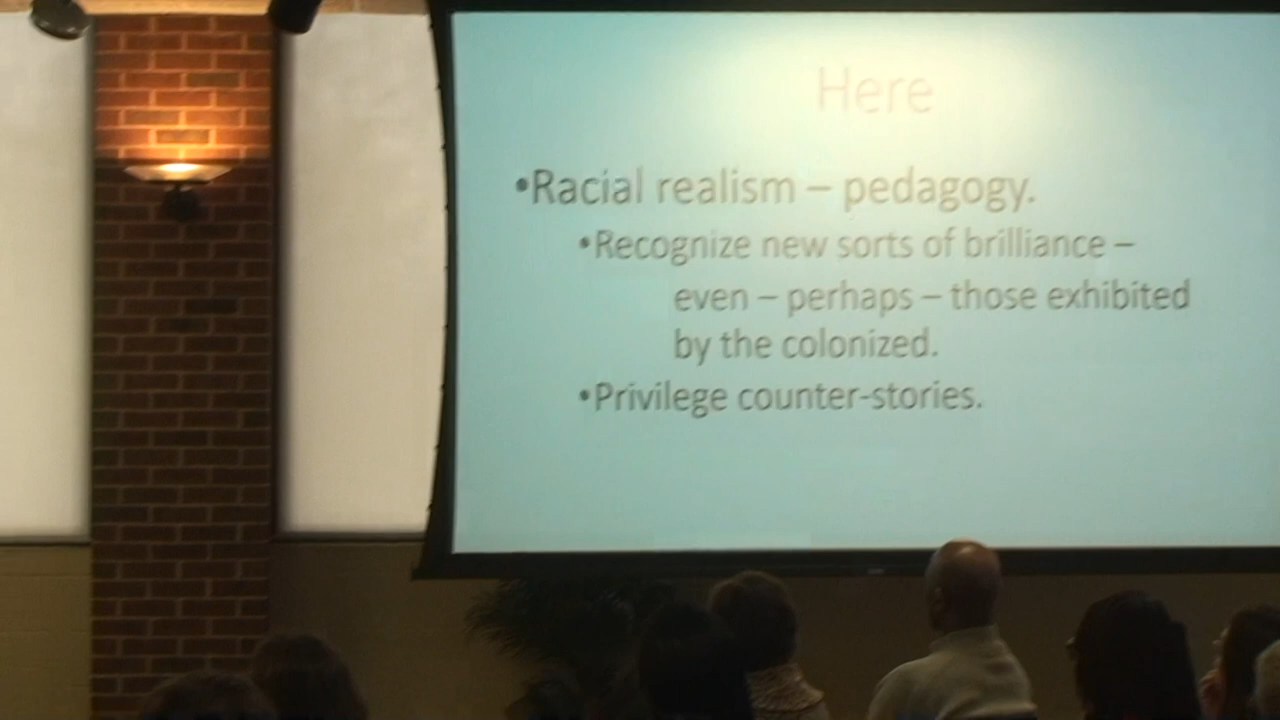 Here
•Racial realism – pedagogy.
•Recognize new sorts of brilliance –
even – perhaps – those exhibited
by the colonized.
•Privilege counter-stories.